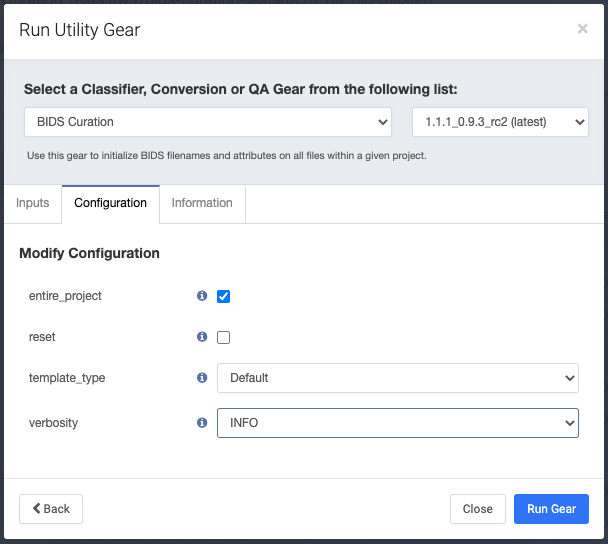 Run Utility Gear
×
Select a Classifier, Conversion or QA Gear from the following list:
BIDS Curation
1.1.1_0.9.3_rc2 (latest)
Use this gear to initialize BIDS filenames and attributes on all files within a given project.
Inputs
Configuration
Information
Modify Configuration
entire_project
reset
template_type
Default
verbosity
INFO
Back
Close
Run Gear